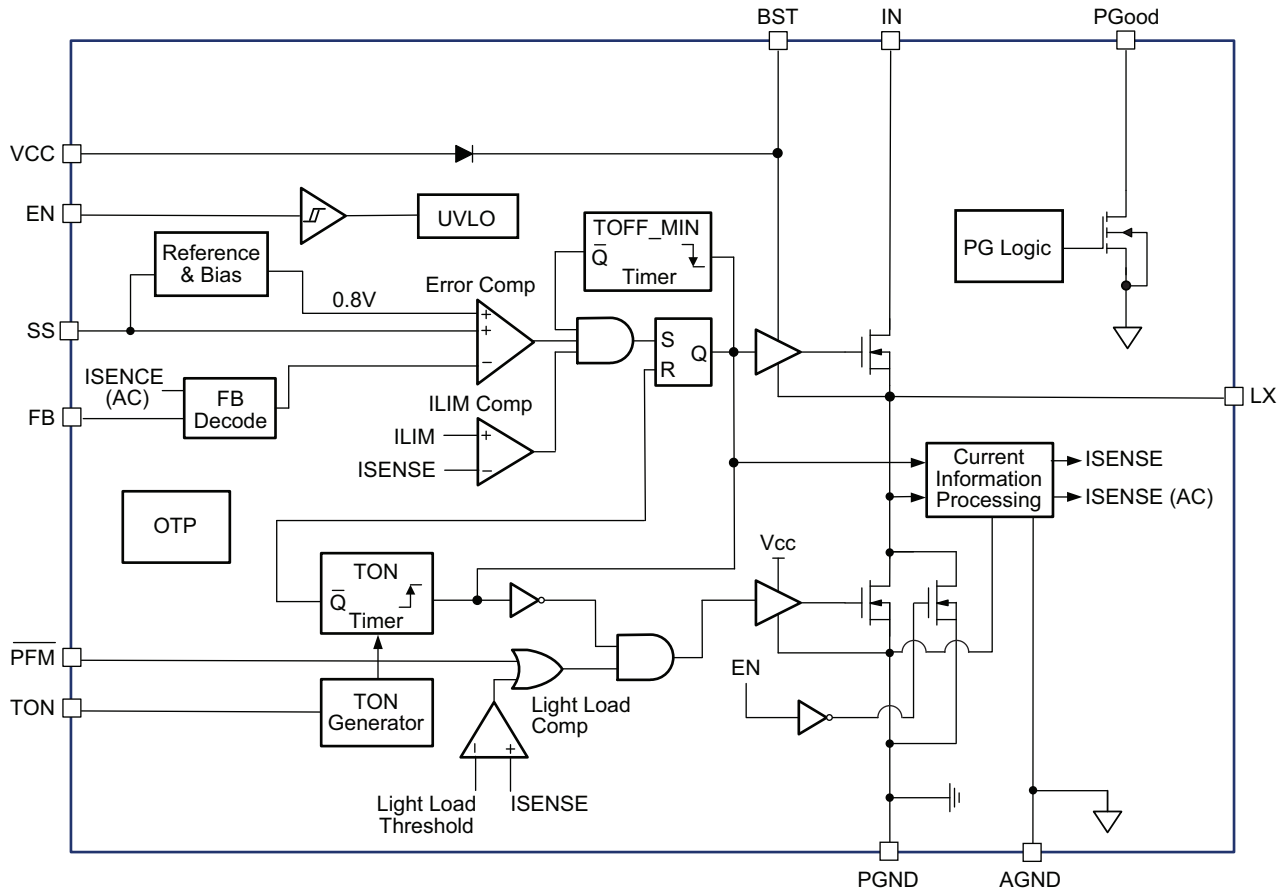 BST
IN
PGood
VCC
EN
UVLO
TOFF_MIN
Q̅
Timer
PG Logic
Reference
& Bias
Error Comp
0.8V
+
+
−
SS
S
R
Q
ISENCE
(AC)
FB
FB
Decode
ILIM Comp
ILIM
+
ISENSE
−
LX
Current
Information
Processing
ISENSE
ISENSE (AC)
OTP
Vcc
TON
Q̅
Timer
P̅F̅M̅
TON
TON
Generator
Light Load
Comp
EN
−
+
Light Load
Threshold
ISENSE
PGND
AGND